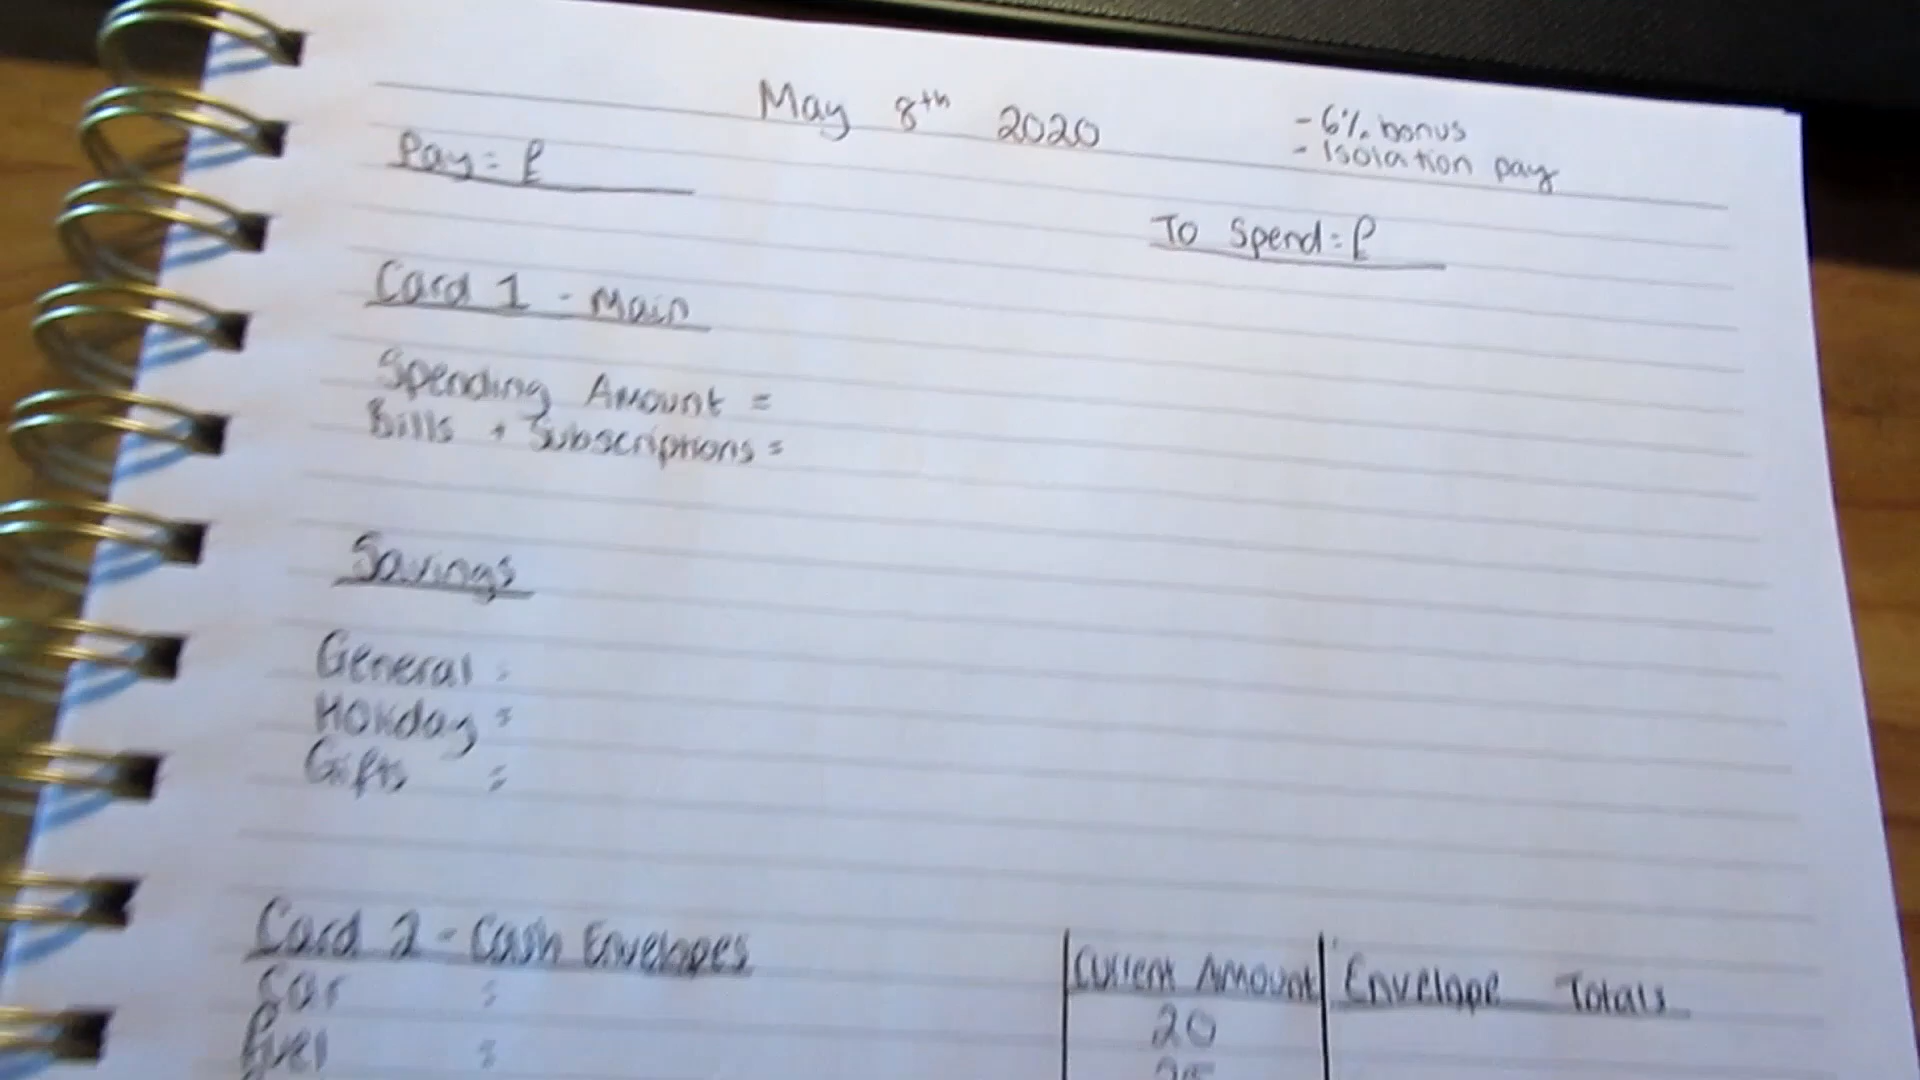 May 8th 2020
- 6% bonus
- Isolation pay
Pay = £
To Spend = £
Card 1 - Main
Spending Amount =
Bills + Subscriptions =
Savings
General =
Holiday =
Gifts =
Card 2 - Cash Envelopes
Current Amount
Envelope Totals
Car =
20
Fuel =